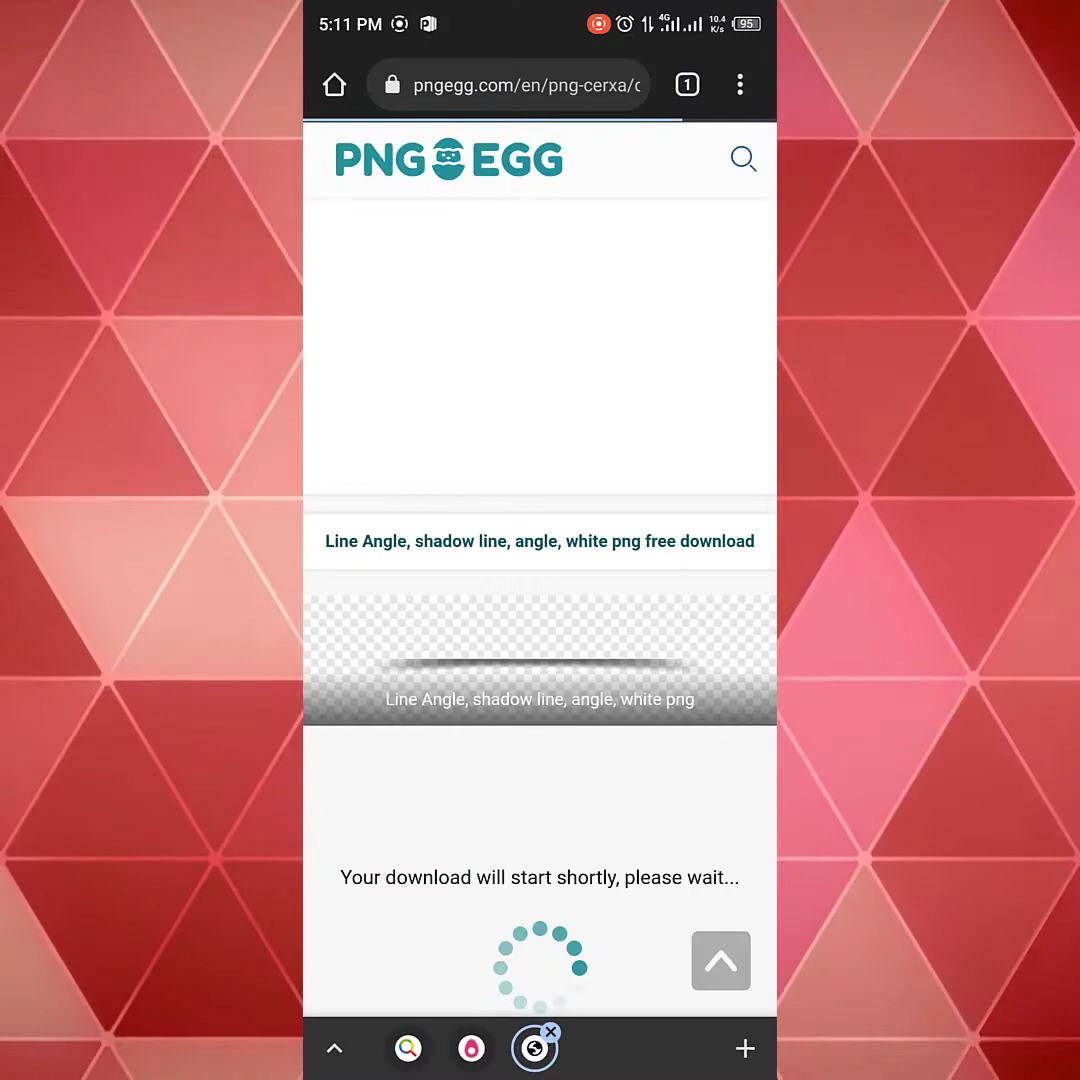 5:11 PM 4G 10.4 K/s 95
pngegg.com/en/png-cerxa/c 1
PNG EGG
Line Angle, shadow line, angle, white png free download
Line Angle, shadow line, angle, white png
Your download will start shortly, please wait...